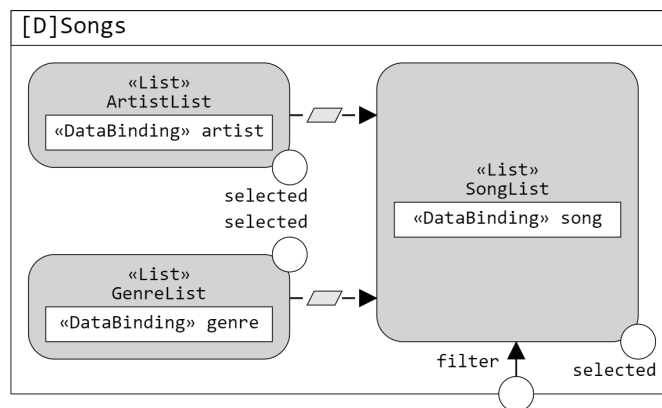 [D]Songs
«List»
ArtistList
«DataBinding» artist
selected
selected
«List»
GenreList
«DataBinding» genre
«List»
SongList
«DataBinding» song
filter
selected